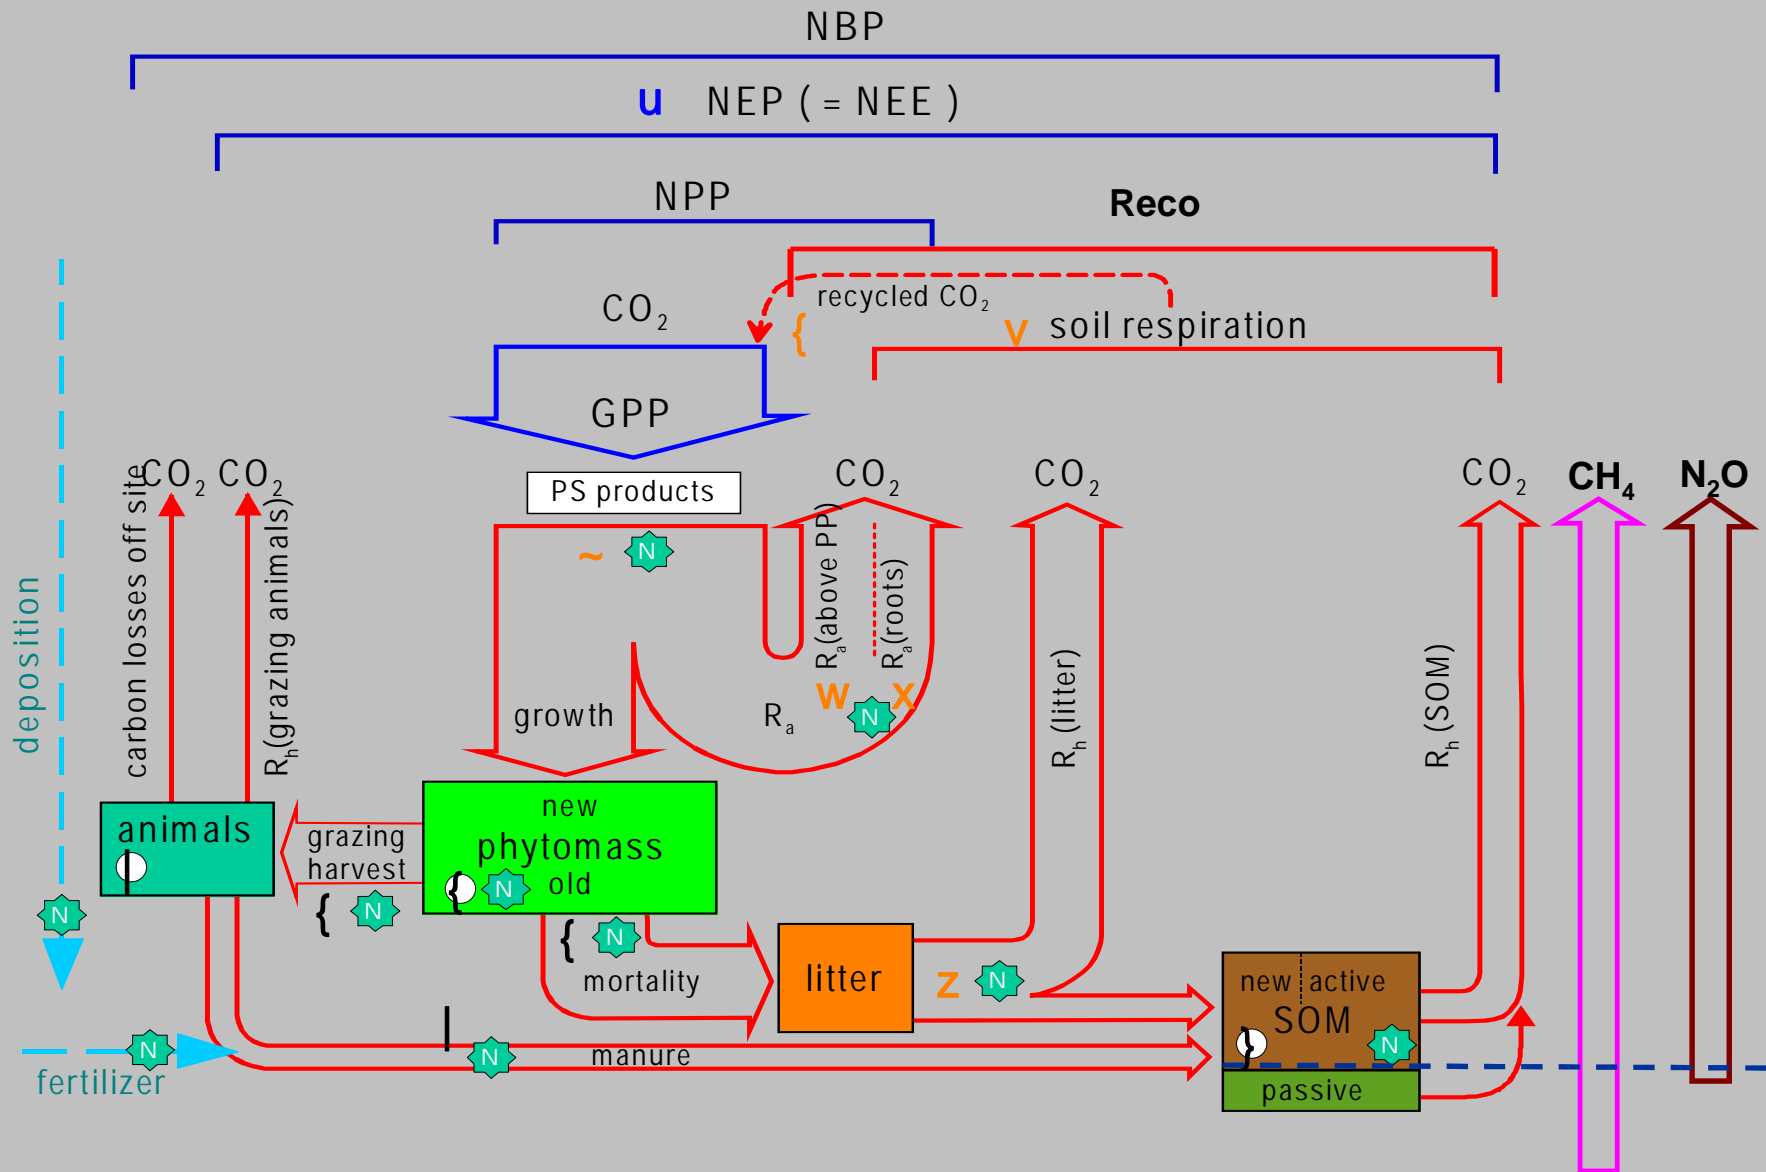 NBP
u NEP ( = NEE )
NPP
Reco
recycled CO₂
CO₂
{
v soil respiration
GPP
CO₂
CO₂
PS products
CO₂
CO₂
CO₂
CH₄
N₂O
~ N
carbon losses off site
Rₕ(grazing animals)
Rₐ(above PP)
Rₐ(roots)
deposition
growth
Rₐ
w N x
Rₕ (litter)
Rₕ (SOM)
animals
|
grazing
harvest
{ N
new
phytomass
{ N old
N
{ N
mortality
litter
z N
new active
SOM
} N
passive
N
fertilizer
|
N manure